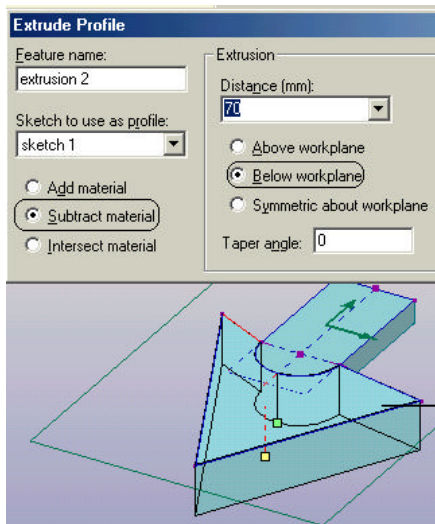 Extrude Profile
Feature name:
extrusion 2
Sketch to use as profile:
sketch 1
Add material
Subtract material
Intersect material
Extrusion
Distance (mm):
70
Above workplane
Below workplane
Symmetric about workplane
Taper angle: 0